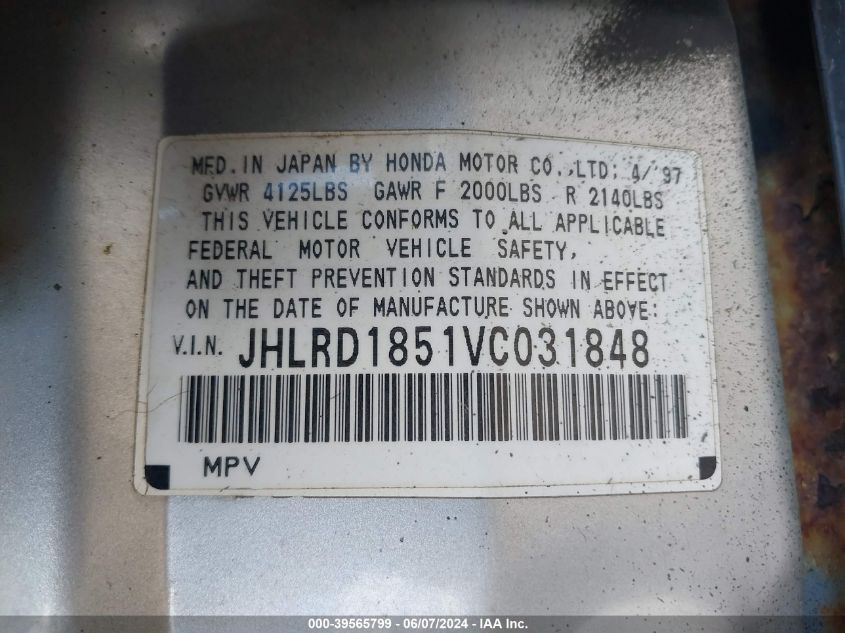 MFD. IN JAPAN BY HONDA MOTOR CO.,LTD; 4/'97
GVWR 4125LBS GAWR F 2000LBS R 2140LBS
THIS VEHICLE CONFORMS TO ALL APPLICABLE
FEDERAL MOTOR VEHICLE SAFETY,
AND THEFT PREVENTION STANDARDS IN EFFECT
ON THE DATE OF MANUFACTURE SHOWN ABOVE:
V.I.N. JHLRD1851VC031848
MPV
000-39565799 - 06/07/2024 - IAA Inc.